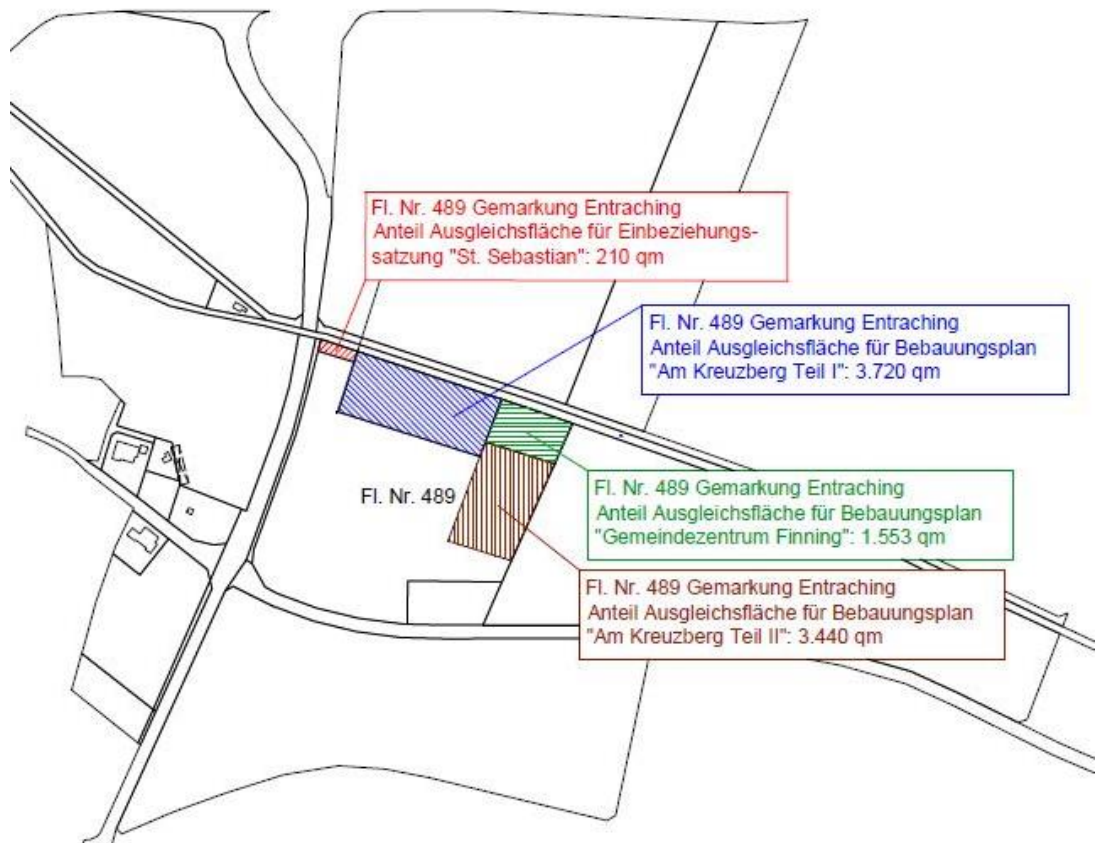 Fl. Nr. 489 Gemarkung Entraching
Anteil Ausgleichsfläche für Einbeziehungs-
satzung "St. Sebastian": 210 qm
Fl. Nr. 489 Gemarkung Entraching
Anteil Ausgleichsfläche für Bebauungsplan
"Am Kreuzberg Teil I": 3.720 qm
Fl. Nr. 489
Fl. Nr. 489 Gemarkung Entraching
Anteil Ausgleichsfläche für Bebauungsplan
"Gemeindezentrum Finning": 1.553 qm
Fl. Nr. 489 Gemarkung Entraching
Anteil Ausgleichsfläche für Bebauungsplan
"Am Kreuzberg Teil II": 3.440 qm